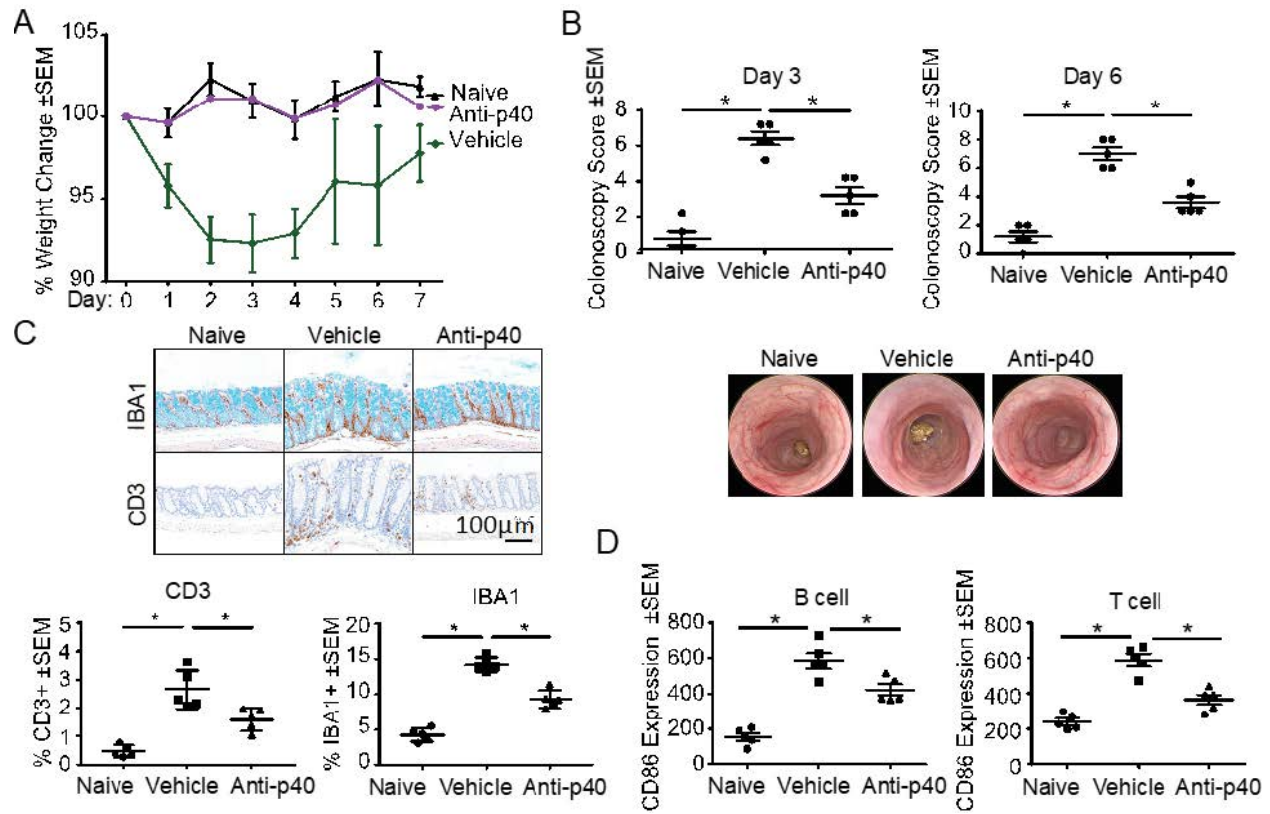 A
% Weight Change ±SEM
105
100
95
90
Day: 0 1 2 3 4 5 6 7
Naive
Anti-p40
Vehicle
B
Day 3
Colonoscopy Score ±SEM
* *
8
6
4
2
0
Naive Vehicle Anti-p40
Day 6
Colonoscopy Score ±SEM
* *
10
8
6
4
2
0
Naive Vehicle Anti-p40
Naive Vehicle Anti-p40
C
Naive Vehicle Anti-p40
IBA1
CD3
100µm
CD3
% CD3+ ±SEM
* *
5
4
3
2
1
0
Naive Vehicle Anti-p40
IBA1
% IBA1+ ±SEM
* *
20
15
10
5
0
Naive Vehicle Anti-p40
D
B cell
CD86 Expression ±SEM
* *
800
600
400
200
0
Naive Vehicle Anti-p40
T cell
CD86 Expression ±SEM
* *
800
600
400
200
0
Naive Vehicle Anti-p40